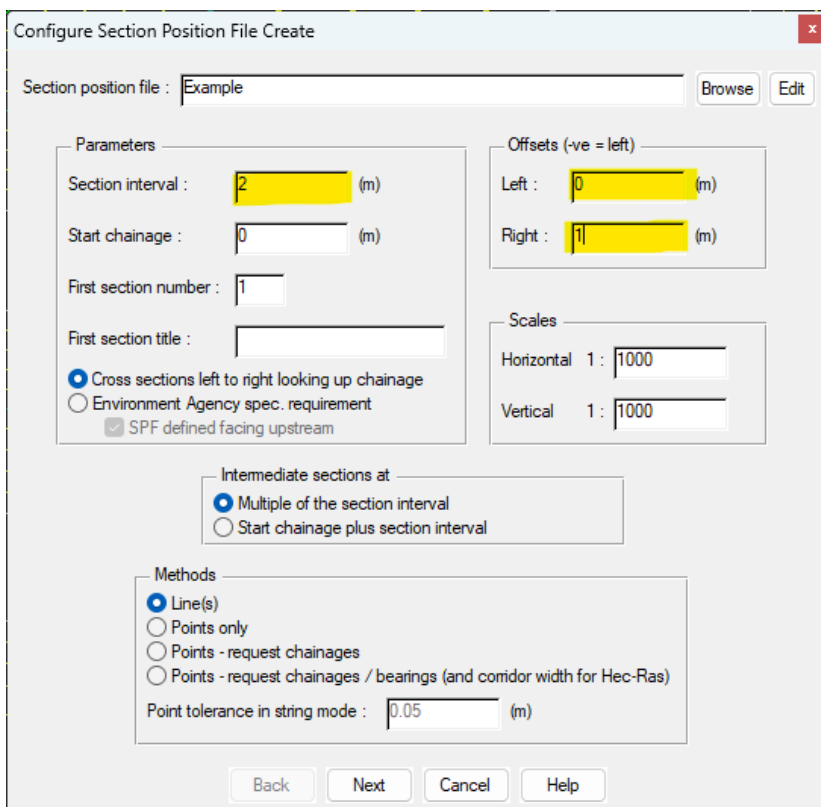 Configure Section Position File Create
x
Section position file : Example Browse Edit
Parameters
Section interval : 2 (m)
Start chainage : 0 (m)
First section number : 1
First section title :
Cross sections left to right looking up chainage
Environment Agency spec. requirement
SPF defined facing upstream
Offsets (-ve = left)
Left : 0 (m)
Right : 1 (m)
Scales
Horizontal 1 : 1000
Vertical 1 : 1000
Intermediate sections at
Multiple of the section interval
Start chainage plus section interval
Methods
Line(s)
Points only
Points - request chainages
Points - request chainages / bearings (and corridor width for Hec-Ras)
Point tolerance in string mode : 0.05 (m)
Back Next Cancel Help